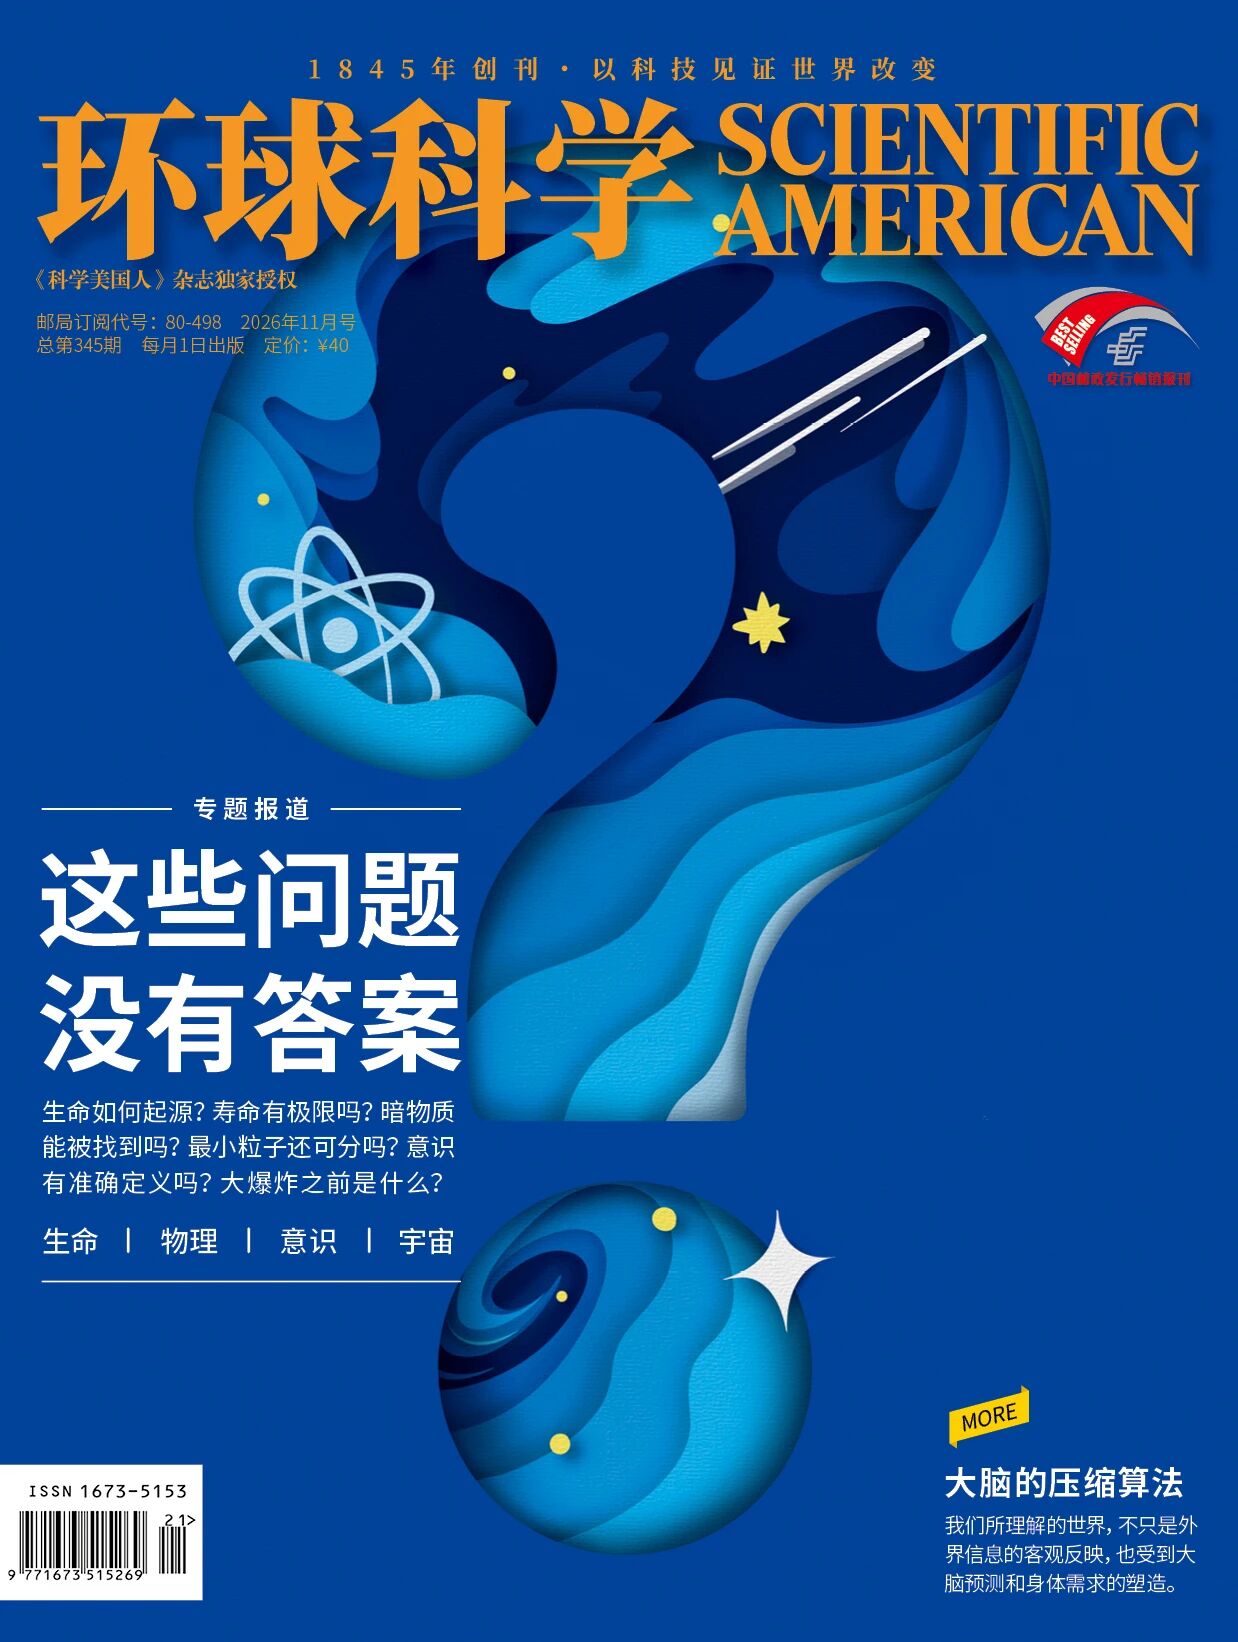 1845年创刊·以科技见证世界改变
环球科学
SCIENTIFIC
AMERICAN
《科学美国人》杂志独家授权
邮局订阅代号：80-498 2026年11月号
总第345期 每月1日出版 定价：¥40
BEST
SELLING
中国邮政发行畅销报刊
专题报道
这些问题
没有答案
生命如何起源？寿命有极限吗？暗物质
能被找到吗？最小粒子还可分吗？意识
有准确定义吗？大爆炸之前是什么？
生命 | 物理 | 意识 | 宇宙
MORE
大脑的压缩算法
我们所理解的世界，不只是外
界信息的客观反映，也受到大
脑预测和身体需求的塑造。
ISSN 1673-5153
21>
9 771673 515269